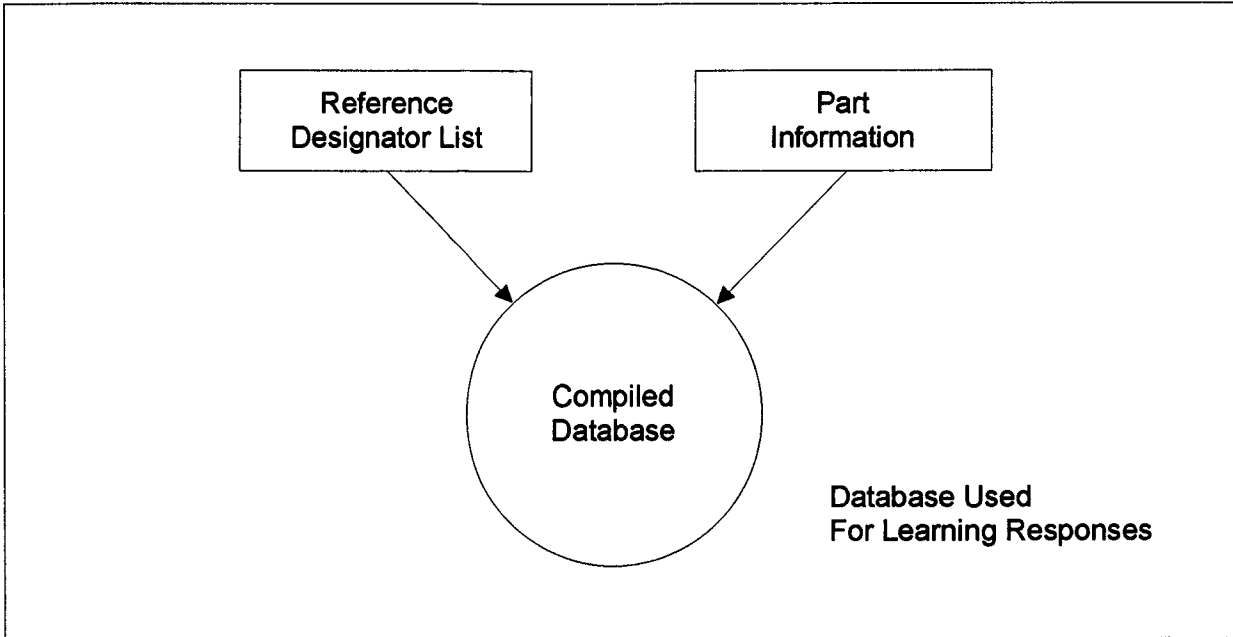 Reference
Designator List
Part
Information
Compiled
Database
Database Used
For Learning Responses